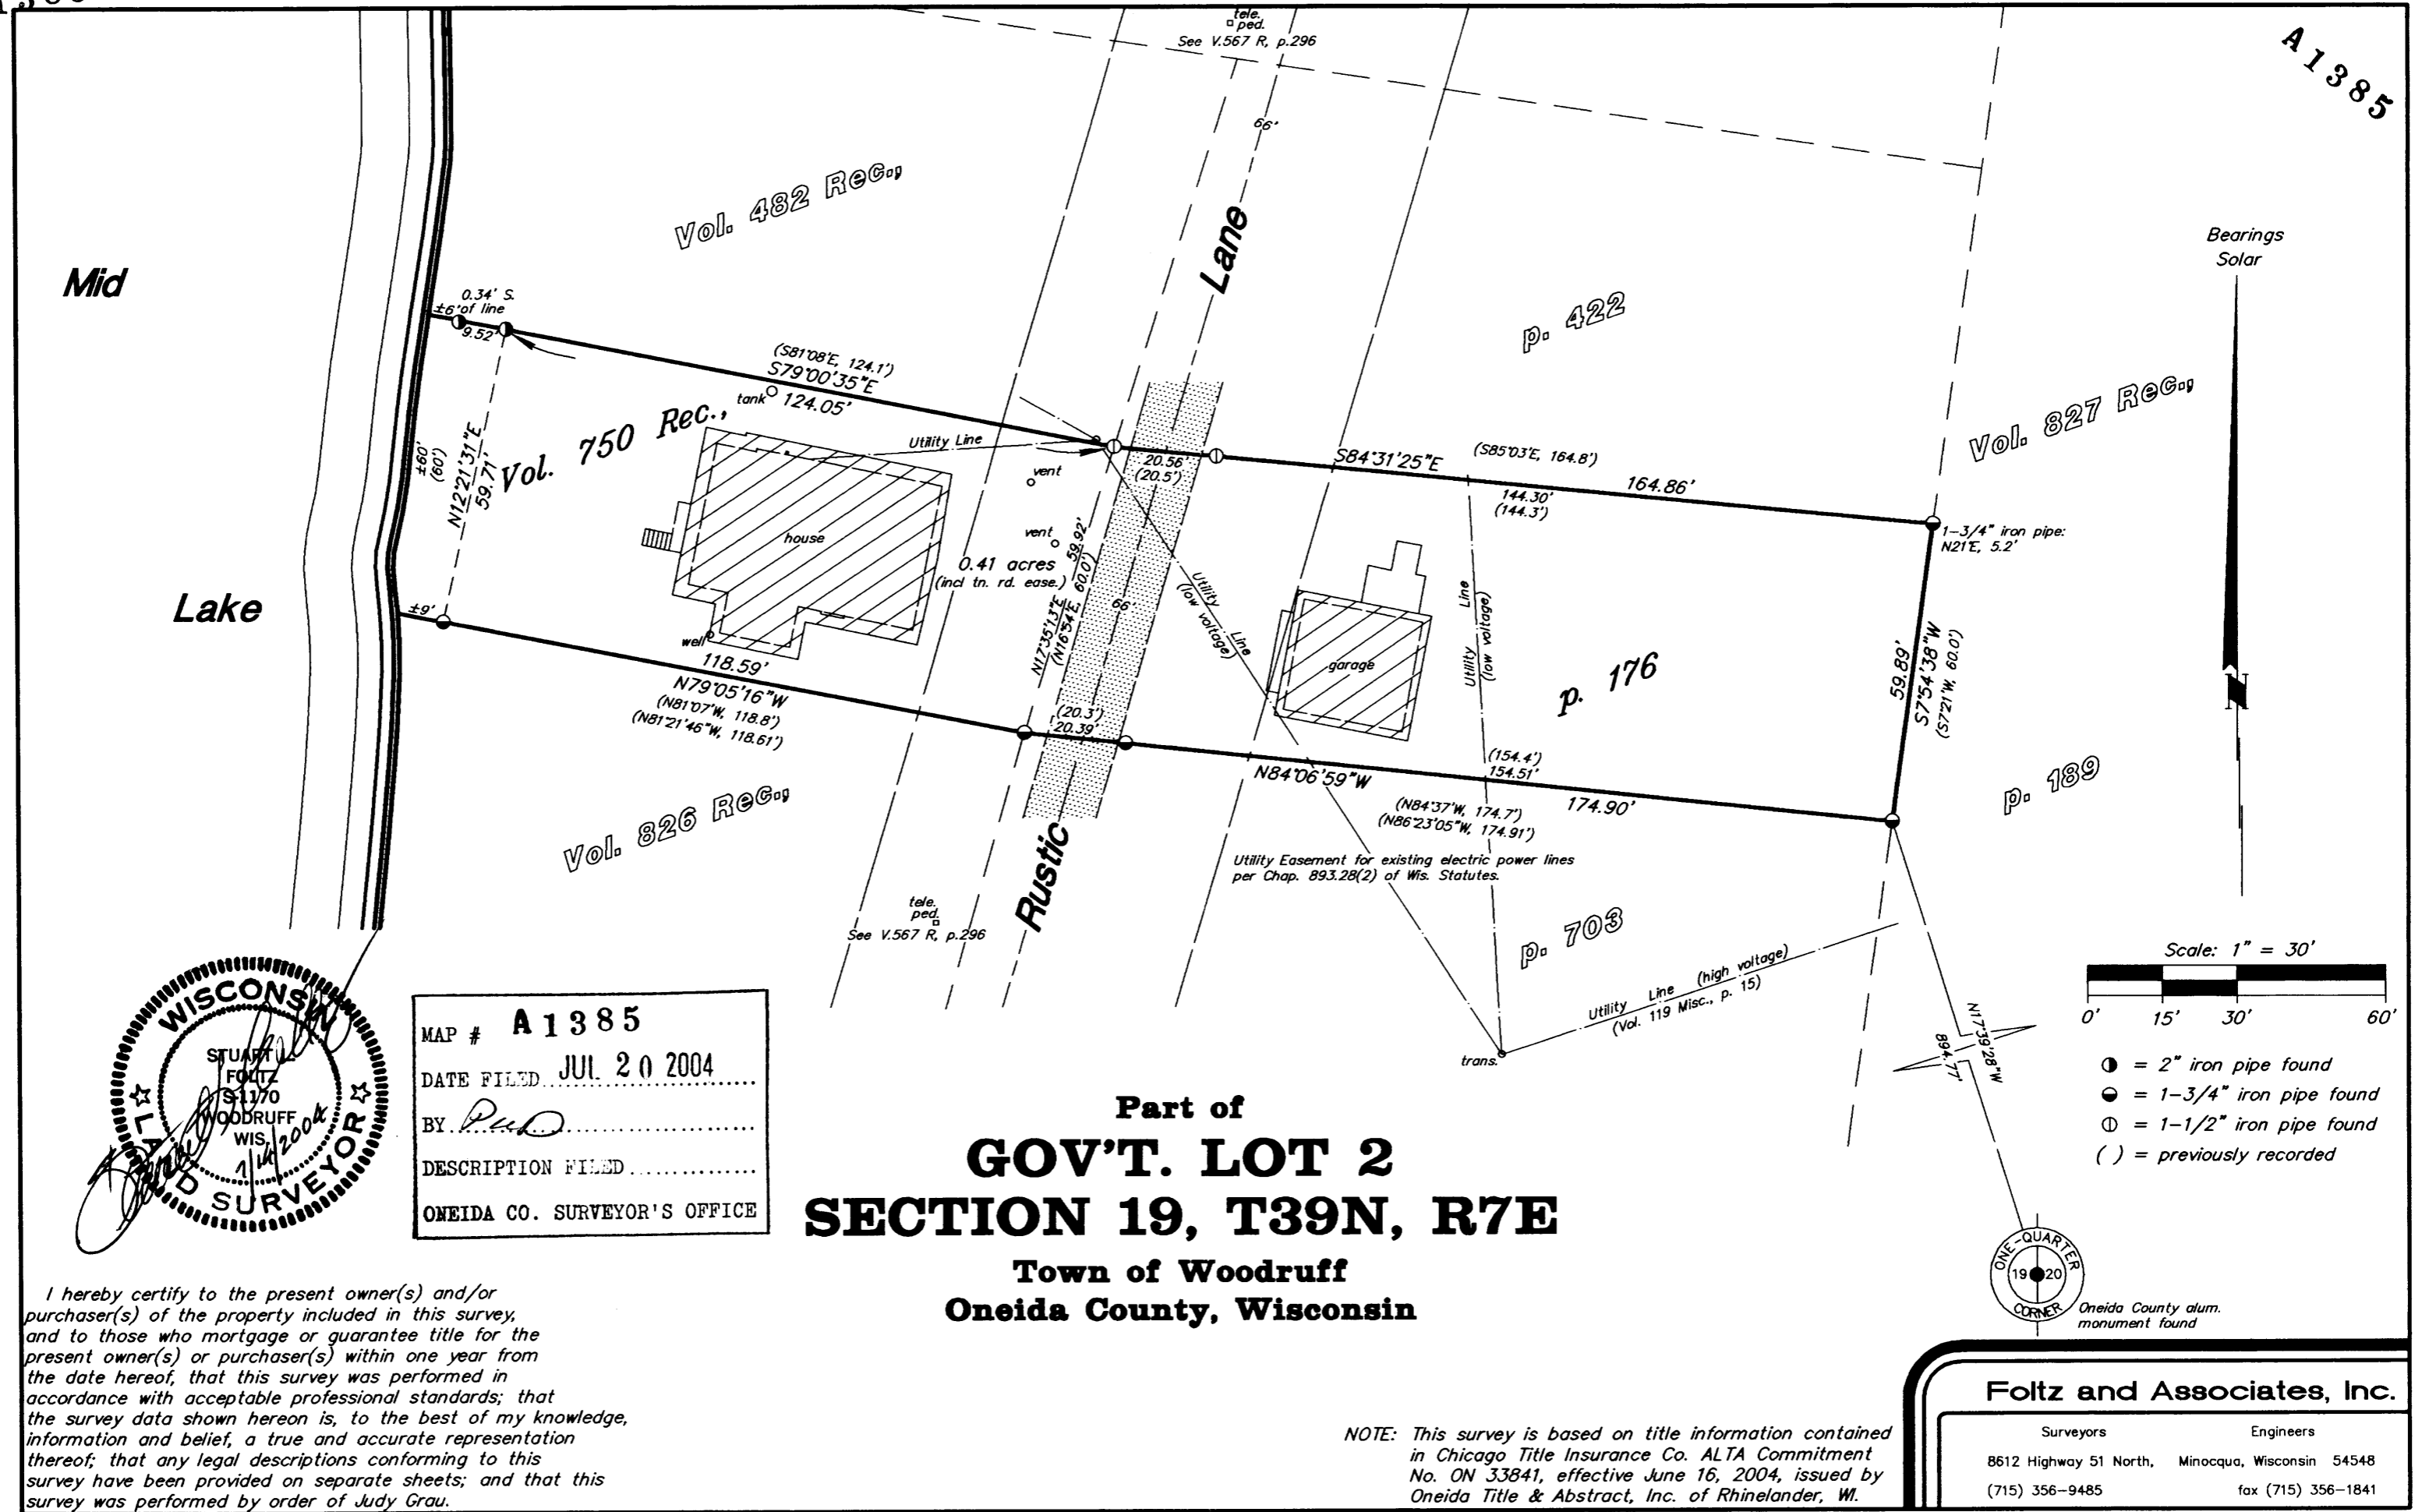 A1385
tele.
ped.
See V.567 R, p.296
66'
Lane
Vol. 482 Rec.,
p. 422
Bearings
Solar
N
Mid
Lake
0.34' S.
±6' of line
9.52'
(S81°08'E, 124.1')
S79°00'35"E
124.05'
tank
Vol. 750 Rec.,
±60'
(60')
N12°21'31"E
59.71'
Utility Line
vent
vent
house
0.41 acres
(incl tn. rd. ease.)
N17°35'13"E 59.92'
(N16°54'E, 60.0')
66'
20.56'
(20.5')
S84°31'25"E
(S85°03'E, 164.8')
164.86'
144.30'
(144.3')
Vol. 827 Rec.,
1-3/4" iron pipe:
N21°E, 5.2'
Utility Line
(low voltage)
Utility Line
(low voltage)
garage
p. 176
59.89'
S7°54'38"W
(S7°21'W, 60.0')
p. 189
±9'
well
118.59'
N79°05'16"W
(N81°07'W, 118.8')
(N81°21'46"W, 118.61')
(20.3')
20.39'
N84°06'59"W
(154.4')
154.51'
174.90'
(N84°37'W, 174.7')
(N86°23'05"W, 174.91')
Vol. 826 Rec.,
Rustic
Utility Easement for existing electric power lines
per Chap. 893.28(2) of Wis. Statutes.
tele.
ped.
See V.567 R, p.296
p. 703
Utility Line (high voltage)
(Vol. 119 Misc., p. 15)
trans.
N17°39'28"W
894.77'
Scale: 1" = 30'
0' 15' 30' 60'
= 2" iron pipe found
= 1-3/4" iron pipe found
= 1-1/2" iron pipe found
( ) = previously recorded
WISCONSIN
STUART L.
FOLTZ
S-1170
WOODRUFF
WIS.
LAND SURVEYOR
MAP # A1385
DATE FILED JUL 20 2004
BY
DESCRIPTION FILED
ONEIDA CO. SURVEYOR'S OFFICE
Part of
GOV'T. LOT 2
SECTION 19, T39N, R7E
Town of Woodruff
Oneida County, Wisconsin
ONE-QUARTER
19 20
CORNER
Oneida County alum.
monument found
I hereby certify to the present owner(s) and/or
purchaser(s) of the property included in this survey,
and to those who mortgage or guarantee title for the
present owner(s) or purchaser(s) within one year from
the date hereof, that this survey was performed in
accordance with acceptable professional standards; that
the survey data shown hereon is, to the best of my knowledge,
information and belief, a true and accurate representation
thereof; that any legal descriptions conforming to this
survey have been provided on separate sheets; and that this
survey was performed by order of Judy Grau.
NOTE: This survey is based on title information contained
in Chicago Title Insurance Co. ALTA Commitment
No. ON 33841, effective June 16, 2004, issued by
Oneida Title & Abstract, Inc. of Rhinelander, WI.
Foltz and Associates, Inc.
Surveyors Engineers
8612 Highway 51 North, Minocqua, Wisconsin 54548
(715) 356-9485 fax (715) 356-1841